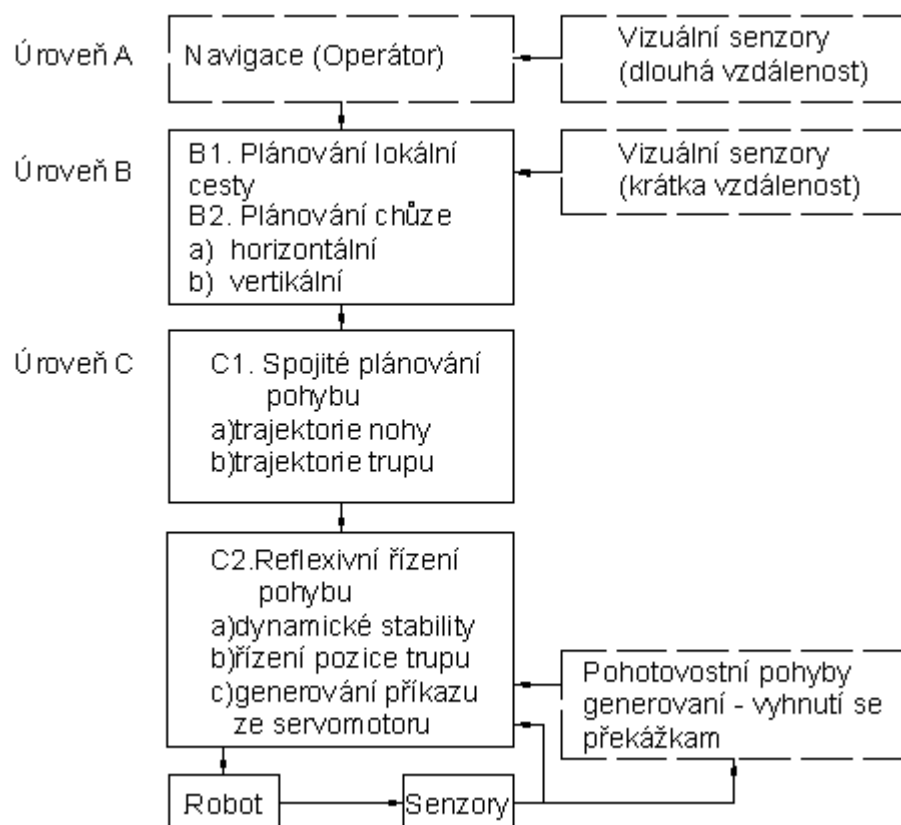 Úroveň A
Navigace (Operátor)
Vizuální senzory
(dlouhá vzdálenost)
Úroveň B
B1. Plánování lokální
cesty
B2. Plánování chůze
a) horizontální
b) vertikální
Vizuální senzory
(krátka vzdálenost)
Úroveň C
C1. Spojité plánování
pohybu
a)trajektorie nohy
b)trajektorie trupu
C2.Reflexivní řízení
pohybu
a)dynamické stability
b)řízení pozice trupu
c)generování příkazu
ze servomotoru
Pohotovostní pohyby
generovaní - vyhnutí se
překážkam
Robot
Senzory